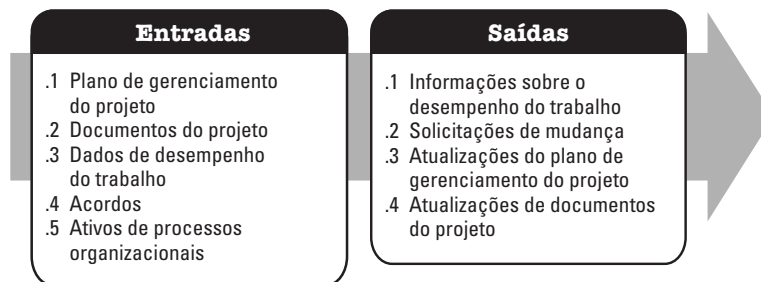 Entradas
.1 Plano de gerenciamento
do projeto
.2 Documentos do projeto
.3 Dados de desempenho
do trabalho
.4 Acordos
.5 Ativos de processos
organizacionais
Saídas
.1 Informações sobre o
desempenho do trabalho
.2 Solicitações de mudança
.3 Atualizações do plano de
gerenciamento do projeto
.4 Atualizações de documentos
do projeto